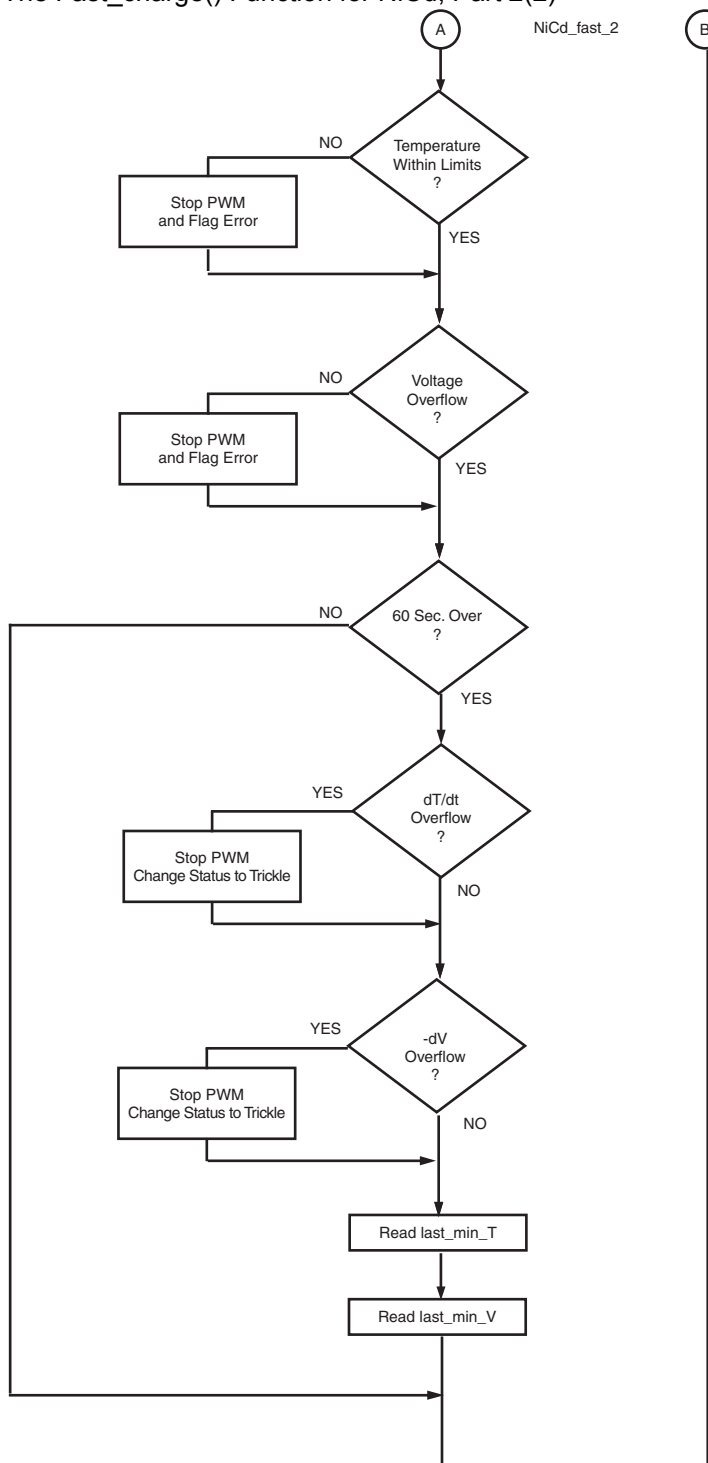 The Fast_charge() Function for NiCd, Part 2(2)
A
NiCd_fast_2
B
NO
Temperature
Within Limits
?
Stop PWM
and Flag Error
YES
NO
Voltage
Overflow
?
Stop PWM
and Flag Error
YES
NO
60 Sec. Over
?
YES
YES
dT/dt
Overflow
?
Stop PWM
Change Status to Trickle
NO
YES
-dV
Overflow
?
Stop PWM
Change Status to Trickle
NO
Read last_min_T
Read last_min_V